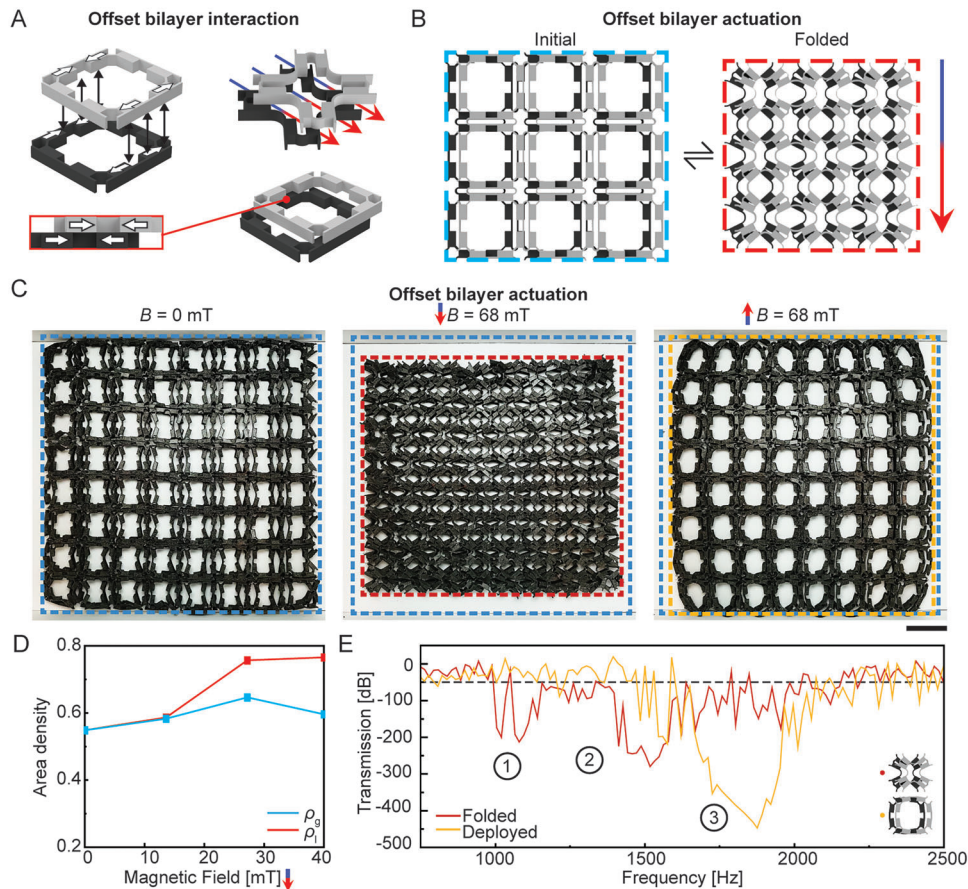 A
Offset bilayer interaction
B
Offset bilayer actuation
Initial
Folded
C
Offset bilayer actuation
B = 0 mT
B = 68 mT
B = 68 mT
D
0.8
0.6
0.4
0.2
Area density
0
10
20
30
40
Magnetic Field [mT]
ρg
ρl
E
0
-100
-200
-300
-400
-500
Transmission [dB]
1
2
3
Folded
Deployed
1000
1500
2000
2500
Frequency [Hz]